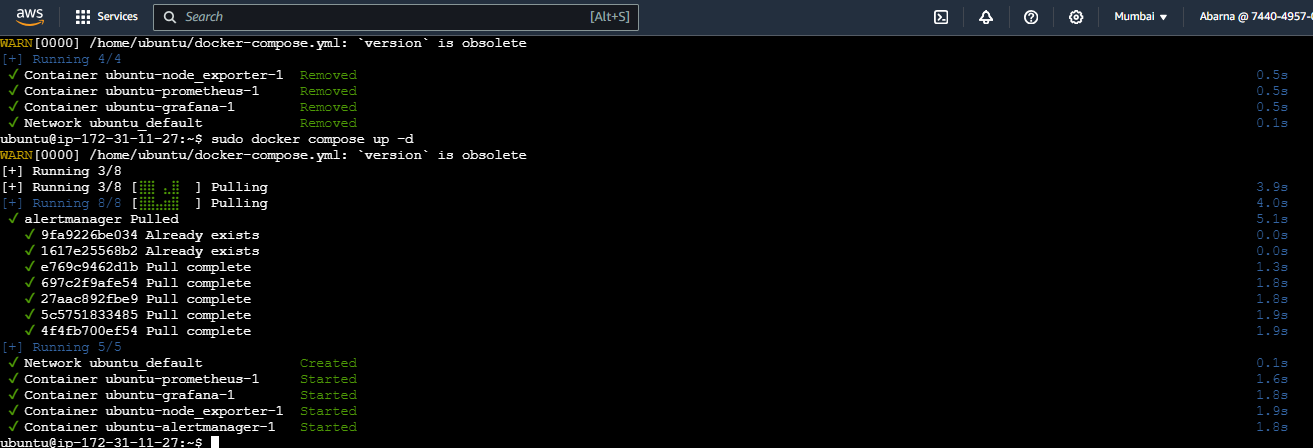 aws Services Search [Alt+S] Mumbai Abarna @ 7440-4957-
WARN[0000] /home/ubuntu/docker-compose.yml: `version` is obsolete
[+] Running 4/4
✓ Container ubuntu-node_exporter-1 Removed 0.5s
✓ Container ubuntu-prometheus-1 Removed 0.5s
✓ Container ubuntu-grafana-1 Removed 0.5s
✓ Network ubuntu_default Removed 0.1s
ubuntu@ip-172-31-11-27:~$ sudo docker compose up -d
WARN[0000] /home/ubuntu/docker-compose.yml: `version` is obsolete
[+] Running 3/8
[+] Running 3/8 [⣿⣿ ⣠⣿ ] Pulling 3.9s
[+] Running 8/8 [⣿⣿⣤⣾⣿ ] Pulling 4.0s
✓ alertmanager Pulled 5.1s
✓ 9fa9226be034 Already exists 0.0s
✓ 1617e25568b2 Already exists 0.0s
✓ e769c9462d1b Pull complete 1.3s
✓ 697c2f9afe54 Pull complete 1.8s
✓ 27aac892fbe9 Pull complete 1.8s
✓ 5c5751833485 Pull complete 1.9s
✓ 4f4fb700ef54 Pull complete 1.9s
[+] Running 5/5
✓ Network ubuntu_default Created 0.1s
✓ Container ubuntu-prometheus-1 Started 1.6s
✓ Container ubuntu-grafana-1 Started 1.8s
✓ Container ubuntu-node_exporter-1 Started 1.9s
✓ Container ubuntu-alertmanager-1 Started 1.8s
ubuntu@ip-172-31-11-27:~$